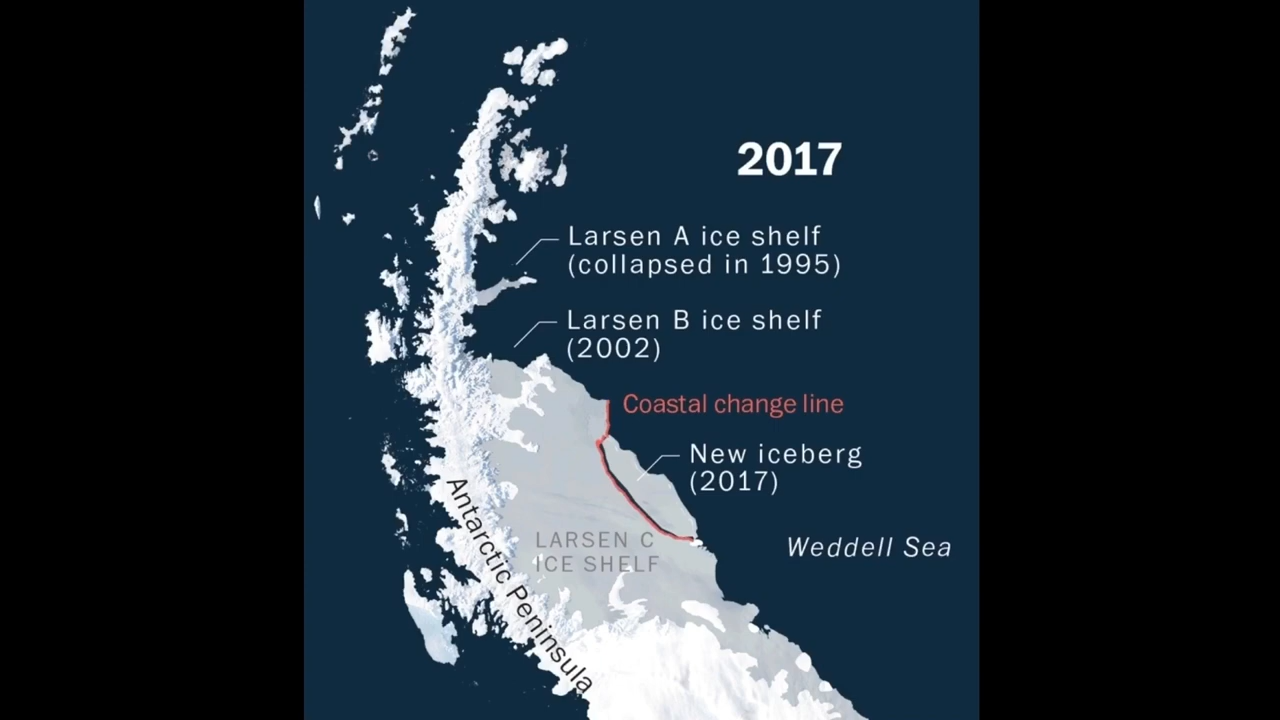 2017
Larsen A ice shelf
(collapsed in 1995)
Larsen B ice shelf
(2002)
Coastal change line
New iceberg
(2017)
Antarctic Peninsula
LARSEN C
ICE SHELF
Weddell Sea